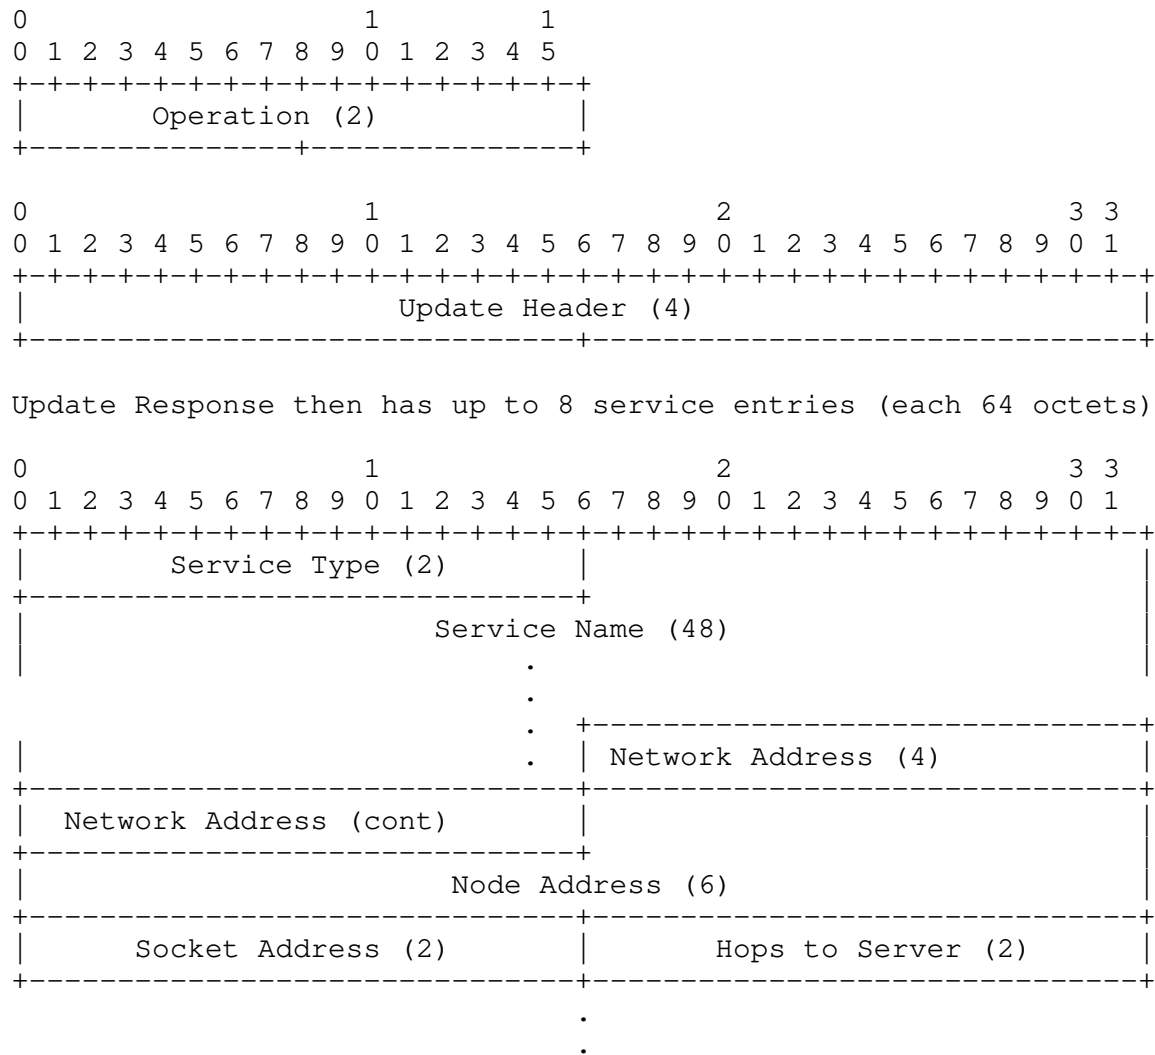 0                   1         1
0 1 2 3 4 5 6 7 8 9 0 1 2 3 4 5
+-+-+-+-+-+-+-+-+-+-+-+-+-+-+-+-+
|       Operation (2)           |
+---------------+---------------+
0                   1                   2                   3 3
0 1 2 3 4 5 6 7 8 9 0 1 2 3 4 5 6 7 8 9 0 1 2 3 4 5 6 7 8 9 0 1
+-+-+-+-+-+-+-+-+-+-+-+-+-+-+-+-+-+-+-+-+-+-+-+-+-+-+-+-+-+-+-+-+
|                     Update Header (4)                         |
+-------------------------------+-------------------------------+
Update Response then has up to 8 service entries (each 64 octets)
0                   1                   2                   3 3
0 1 2 3 4 5 6 7 8 9 0 1 2 3 4 5 6 7 8 9 0 1 2 3 4 5 6 7 8 9 0 1
+-+-+-+-+-+-+-+-+-+-+-+-+-+-+-+-+-+-+-+-+-+-+-+-+-+-+-+-+-+-+-+-+
|        Service Type (2)       |                               |
+-------------------------------+                               |
|                       Service Name (48)                       |
|                            .                                  |
                             .
                             .  +-------------------------------+
|                            .  | Network Address (4)           |
+-------------------------------+-------------------------------+
|  Network Address (cont)       |                               |
+-------------------------------+                               |
|                        Node Address (6)                       |
+-------------------------------+-------------------------------+
|      Socket Address (2)       |       Hops to Server (2)      |
+-------------------------------+-------------------------------+
                                .
                                .